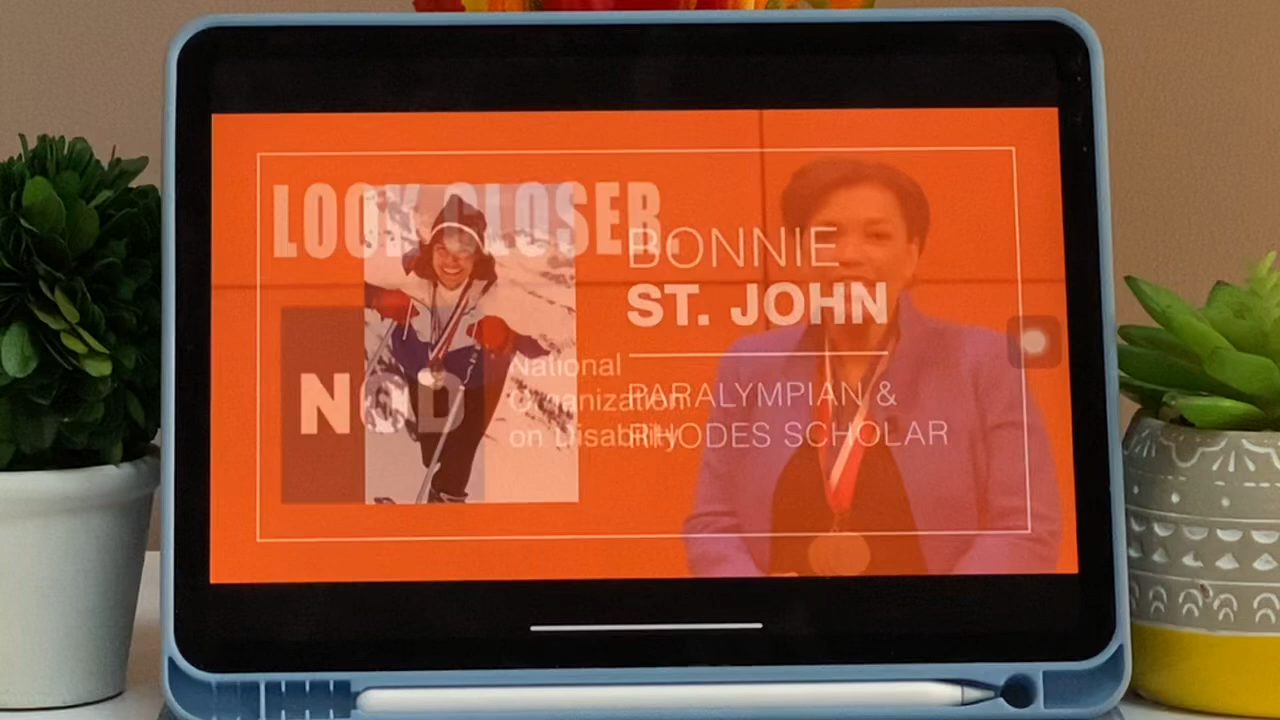 LOOK CLOSER.
BONNIE
ST. JOHN
NOD
National
Organization
on Disability
PARALYMPIAN &
RHODES SCHOLAR